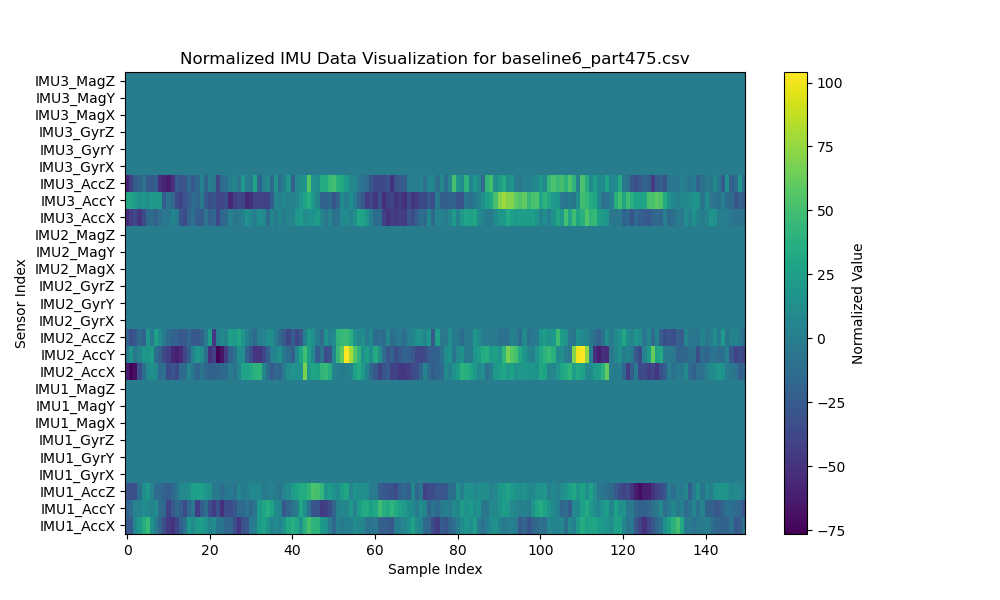 Normalized IMU Data Visualization for baseline6_part475.csv
IMU3_MagZ
IMU3_MagY
IMU3_MagX
IMU3_GyrZ
IMU3_GyrY
IMU3_GyrX
IMU3_AccZ
IMU3_AccY
IMU3_AccX
IMU2_MagZ
IMU2_MagY
IMU2_MagX
IMU2_GyrZ
IMU2_GyrY
IMU2_GyrX
IMU2_AccZ
IMU2_AccY
IMU2_AccX
IMU1_MagZ
IMU1_MagY
IMU1_MagX
IMU1_GyrZ
IMU1_GyrY
IMU1_GyrX
IMU1_AccZ
IMU1_AccY
IMU1_AccX
Sensor Index
0 20 40 60 80 100 120 140
Sample Index
100
75
50
25
0
−25
−50
−75
Normalized Value